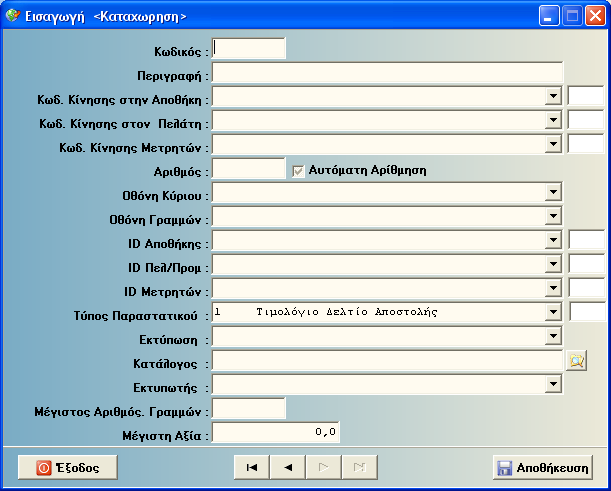 Εισαγωγή <Καταχωρηση>
Κωδικός :
Περιγραφή :
Κωδ. Κίνησης στην Αποθήκη :
Κωδ. Κίνησης στον Πελάτη :
Κωδ. Κίνησης Μετρητών :
Αριθμός : Αυτόματη Αρίθμηση
Οθόνη Κύριου :
Οθόνη Γραμμών :
ID Αποθήκης :
ID Πελ/Προμ :
ID Μετρητών :
Τύπος Παραστατικού : 1 Τιμολόγιο Δελτίο Αποστολής
Εκτύπωση :
Κατάλογος :
Εκτυπωτής :
Μέγιστος Αριθμός. Γραμμών :
Μέγιστη Αξία : 0,0
Έξοδος Αποθήκευση